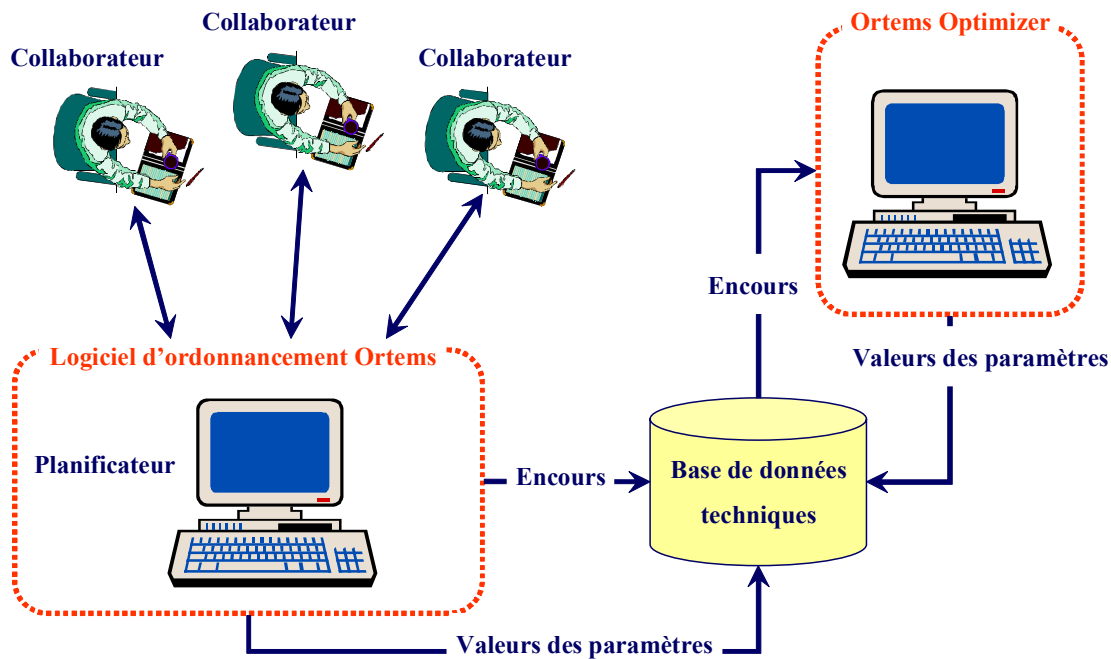 Collaborateur
Collaborateur
Collaborateur
Ortems Optimizer
Encours
Valeurs des paramètres
Logiciel d’ordonnancement Ortems
Planificateur
Encours
Base de données
techniques
Valeurs des paramètres